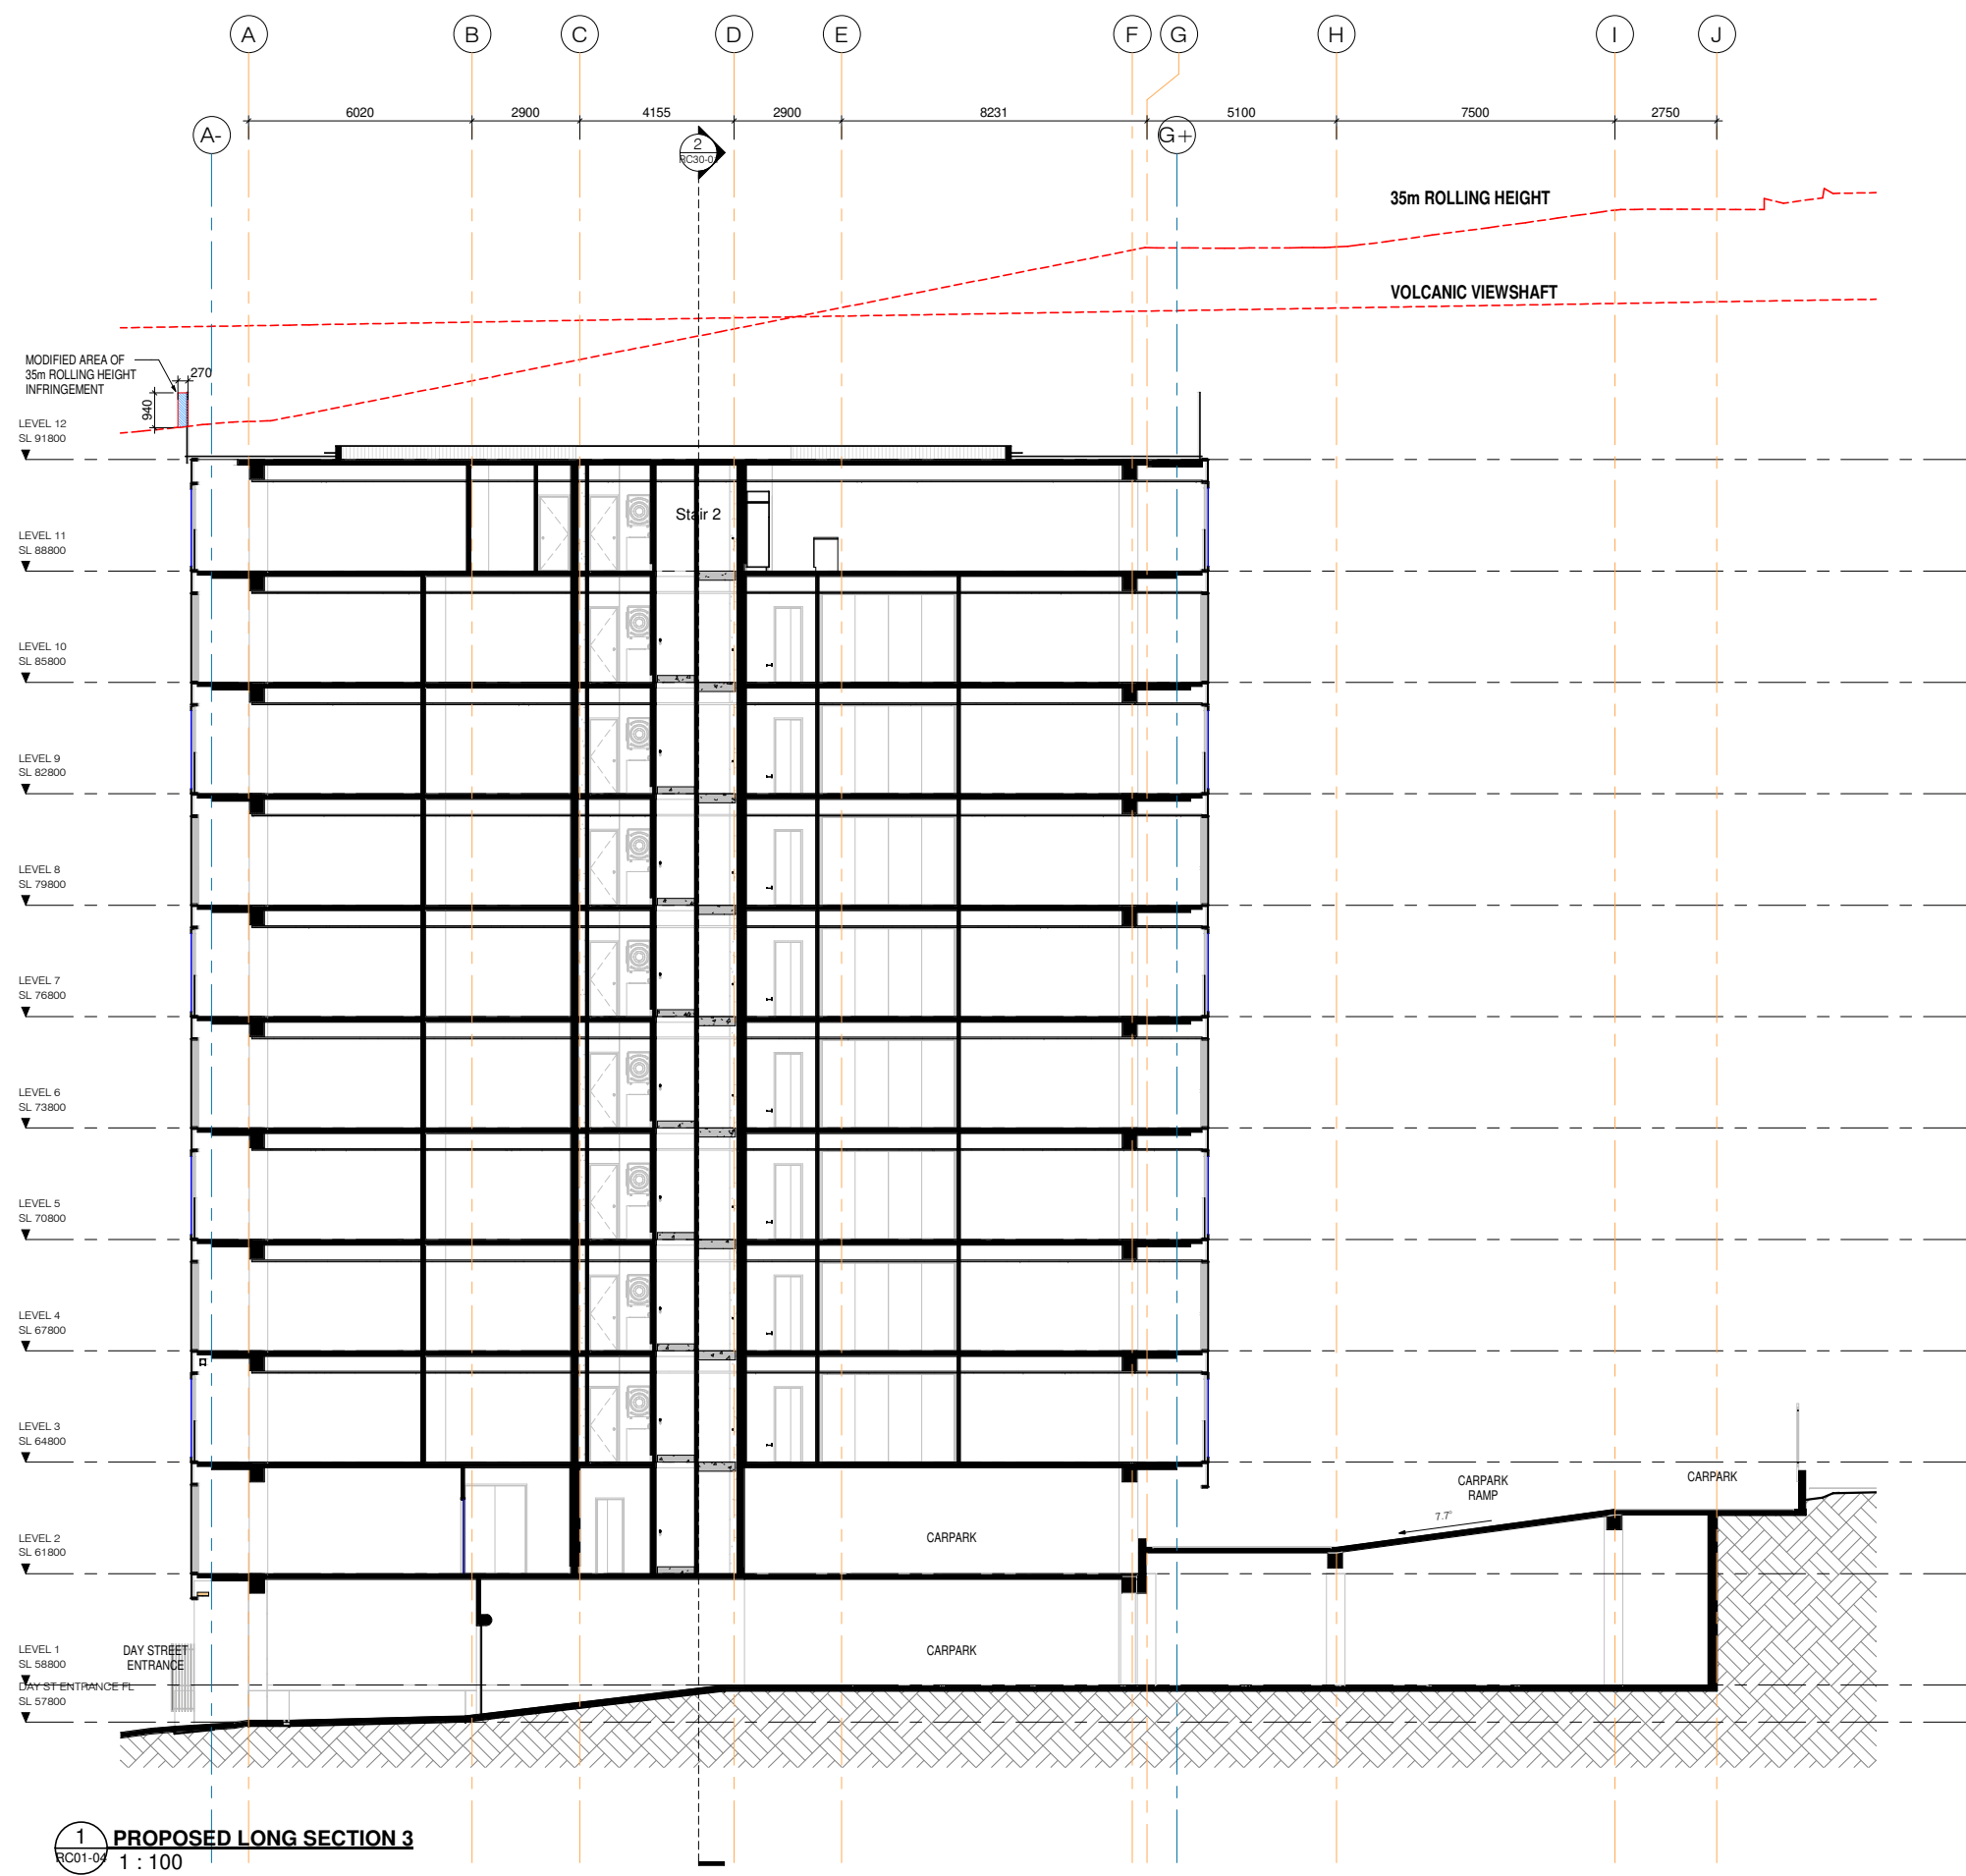 A B C D E F G H I J
6020 2900 4155 2900 8231 5100 7500 2750
A-
2
G+
35m ROLLING HEIGHT
VOLCANIC VIEWSHAFT
MODIFIED AREA OF
35m ROLLING HEIGHT
INFRINGEMENT
270
940
LEVEL 12
SL 91800
Stair 2
LEVEL 11
SL 88800
LEVEL 10
SL 85800
LEVEL 9
SL 82800
LEVEL 8
SL 79800
LEVEL 7
SL 76800
LEVEL 6
SL 73800
LEVEL 5
SL 70800
LEVEL 4
SL 67800
LEVEL 3
SL 64800
CARPARK
RAMP
CARPARK
7.7°
LEVEL 2
SL 61800
CARPARK
LEVEL 1
SL 58800
DAY STREET
ENTRANCE
CARPARK
DAY ST ENTRANCE FL
SL 57800
1
RC01-04
PROPOSED LONG SECTION 3
1 : 100